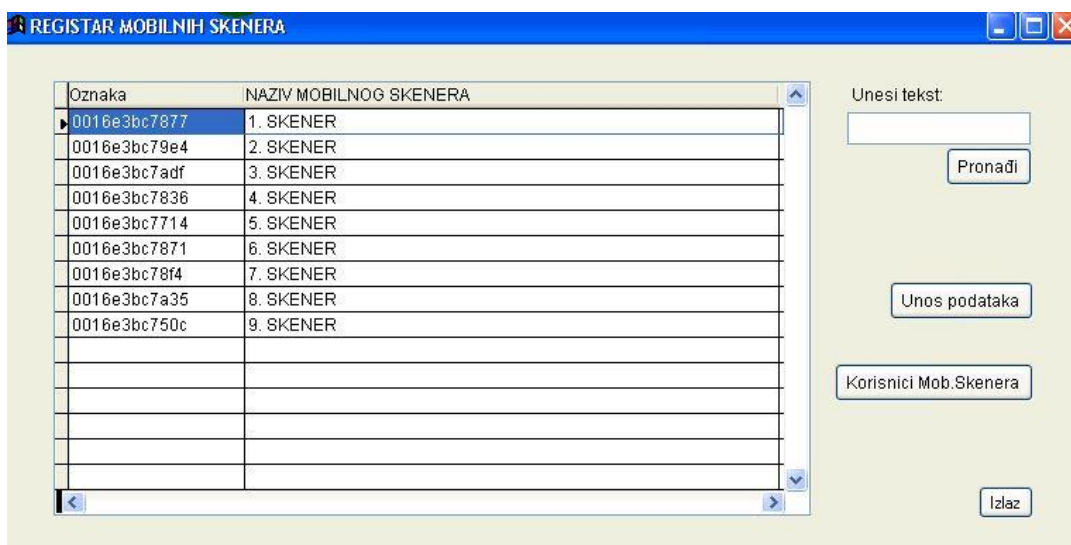 REGISTAR MOBILNIH SKENERA
Oznaka NAZIV MOBILNOG SKENERA
0016e3bc7877 1. SKENER
0016e3bc79e4 2. SKENER
0016e3bc7adf 3. SKENER
0016e3bc7836 4. SKENER
0016e3bc7714 5. SKENER
0016e3bc7871 6. SKENER
0016e3bc78f4 7. SKENER
0016e3bc7a35 8. SKENER
0016e3bc750c 9. SKENER
Unesi tekst:
Pronađi
Unos podataka
Korisnici Mob.Skenera
Izlaz